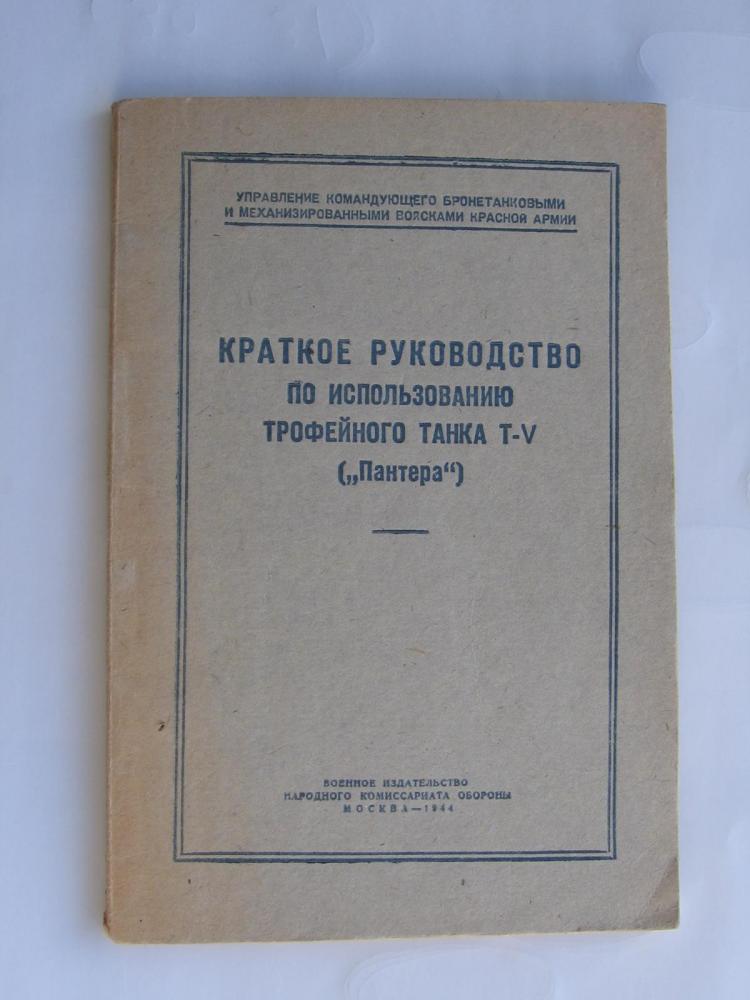 УПРАВЛЕНИЕ КОМАНДУЮЩЕГО БРОНЕТАНКОВЫМИ
И МЕХАНИЗИРОВАННЫМИ ВОЙСКАМИ КРАСНОЙ АРМИИ
КРАТКОЕ РУКОВОДСТВО
ПО ИСПОЛЬЗОВАНИЮ
ТРОФЕЙНОГО ТАНКА Т-V
(„Пантера“)
ВОЕННОЕ ИЗДАТЕЛЬСТВО
НАРОДНОГО КОМИССАРИАТА ОБОРОНЫ
МОСКВА—1944